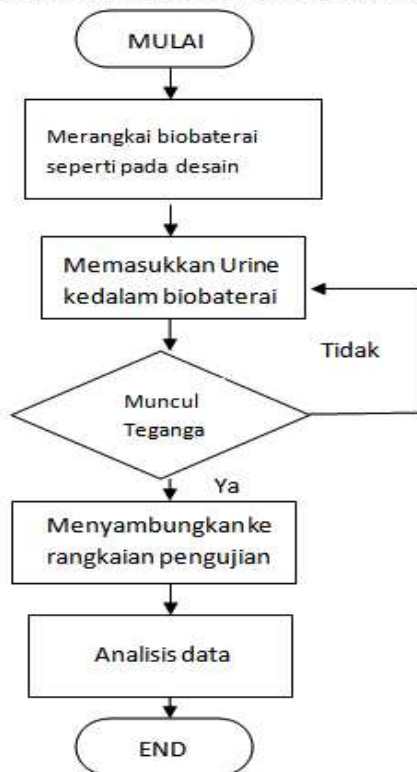 MULAI
Merangkai biobaterai
seperti pada desain
Memasukkan Urine
kedalam biobaterai
Tidak
Muncul
Teganga
Ya
Menyambungkan ke
rangkaian pengujian
Analisis data
END